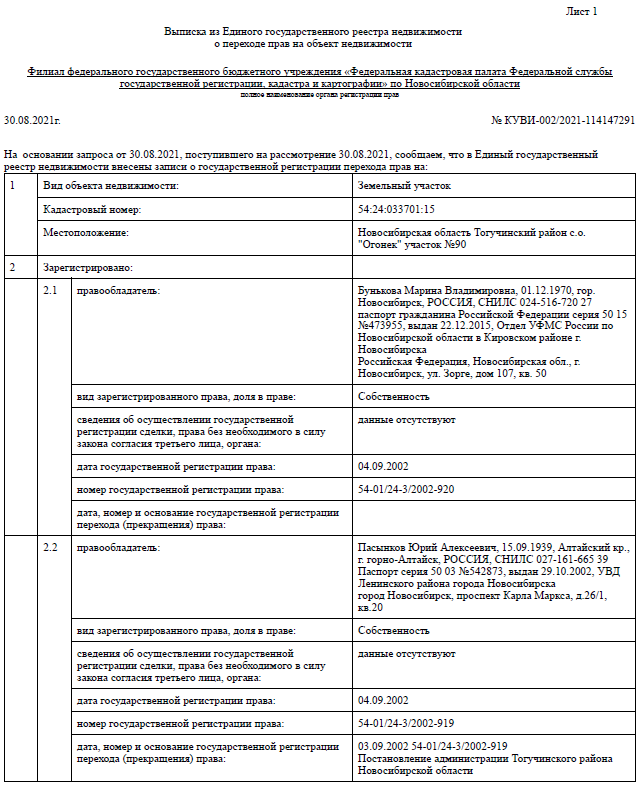 Лист 1
Выписка из Единого государственного реестра недвижимости
о переходе прав на объект недвижимости
Филиал федерального государственного бюджетного учреждения «Федеральная кадастровая палата Федеральной службы
государственной регистрации, кадастра и картографии» по Новосибирской области
полное наименование органа регистрации прав
30.08.2021г.
№ КУВИ-002/2021-114147291
На основании запроса от 30.08.2021, поступившего на рассмотрение 30.08.2021, сообщаем, что в Единый государственный
реестр недвижимости внесены записи о государственной регистрации перехода прав на:
1 Вид объекта недвижимости: Земельный участок
Кадастровый номер: 54:24:033701:15
Местоположение: Новосибирская область Тогучинский район с.о.
"Огонек" участок №90
2 Зарегистрировано:
2.1 правообладатель: Бунькова Марина Владимировна, 01.12.1970, гор.
Новосибирск, РОССИЯ, СНИЛС 024-516-720 27
паспорт гражданина Российской Федерации серия 50 15
№473955, выдан 22.12.2015, Отдел УФМС России по
Новосибирской области в Кировском районе г.
Новосибирска
Российская Федерация, Новосибирская обл., г.
Новосибирск, ул. Зорге, дом 107, кв. 50
вид зарегистрированного права, доля в праве: Собственность
сведения об осуществлении государственной данные отсутствуют
регистрации сделки, права без необходимого в силу
закона согласия третьего лица, органа:
дата государственной регистрации права: 04.09.2002
номер государственной регистрации права: 54-01/24-3/2002-920
дата, номер и основание государственной регистрации
перехода (прекращения) права:
2.2 правообладатель: Пасынков Юрий Алексеевич, 15.09.1939, Алтайский кр.,
г. горно-Алтайск, РОССИЯ, СНИЛС 027-161-665 39
Паспорт серия 50 03 №542873, выдан 29.10.2002, УВД
Ленинского района города Новосибирска
город Новосибирск, проспект Карла Маркса, д.26/1,
кв.20
вид зарегистрированного права, доля в праве: Собственность
сведения об осуществлении государственной данные отсутствуют
регистрации сделки, права без необходимого в силу
закона согласия третьего лица, органа:
дата государственной регистрации права: 04.09.2002
номер государственной регистрации права: 54-01/24-3/2002-919
дата, номер и основание государственной регистрации 03.09.2002 54-01/24-3/2002-919
перехода (прекращения) права: Постановление администрации Тогучинского района
Новосибирской области